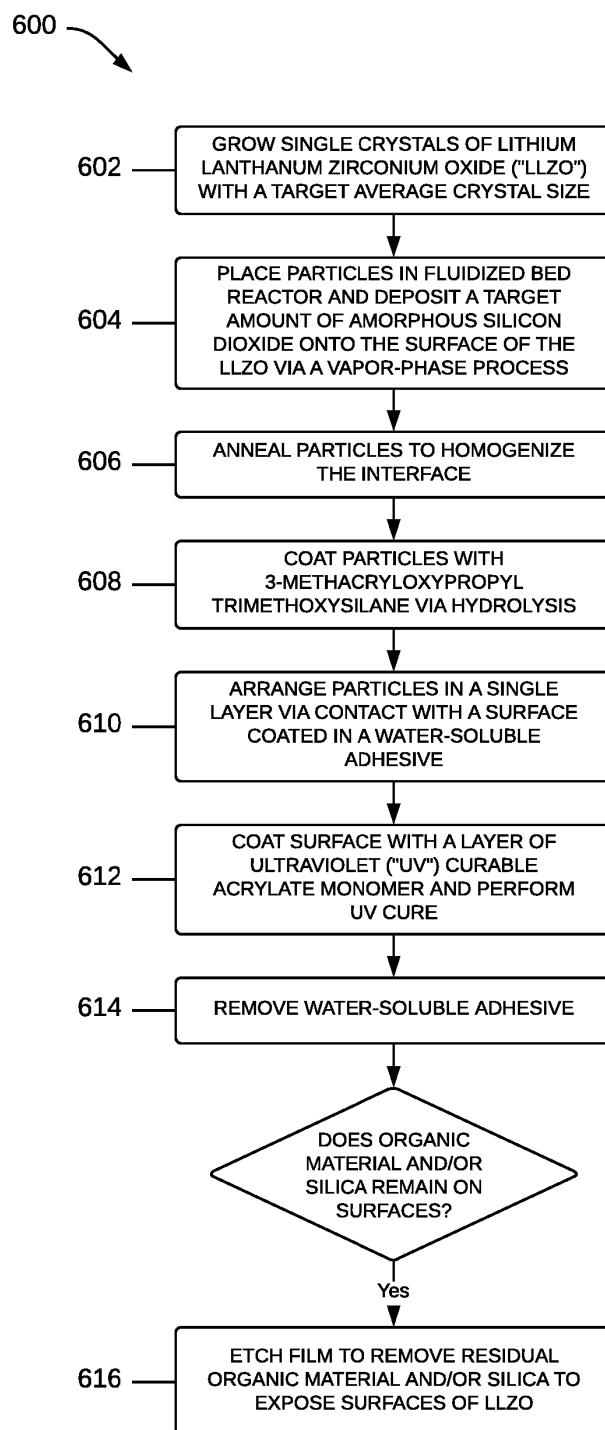 600
602
GROW SINGLE CRYSTALS OF LITHIUM
LANTHANUM ZIRCONIUM OXIDE ("LLZO")
WITH A TARGET AVERAGE CRYSTAL SIZE
604
PLACE PARTICLES IN FLUIDIZED BED
REACTOR AND DEPOSIT A TARGET
AMOUNT OF AMORPHOUS SILICON
DIOXIDE ONTO THE SURFACE OF THE
LLZO VIA A VAPOR-PHASE PROCESS
606
ANNEAL PARTICLES TO HOMOGENIZE
THE INTERFACE
608
COAT PARTICLES WITH
3-METHACRYLOXYPROPYL
TRIMETHOXYSILANE VIA HYDROLYSIS
610
ARRANGE PARTICLES IN A SINGLE
LAYER VIA CONTACT WITH A SURFACE
COATED IN A WATER-SOLUBLE
ADHESIVE
612
COAT SURFACE WITH A LAYER OF
ULTRAVIOLET ("UV") CURABLE
ACRYLATE MONOMER AND PERFORM
UV CURE
614
REMOVE WATER-SOLUBLE ADHESIVE
DOES ORGANIC
MATERIAL AND/OR
SILICA REMAIN ON
SURFACES?
Yes
616
ETCH FILM TO REMOVE RESIDUAL
ORGANIC MATERIAL AND/OR SILICA TO
EXPOSE SURFACES OF LLZO